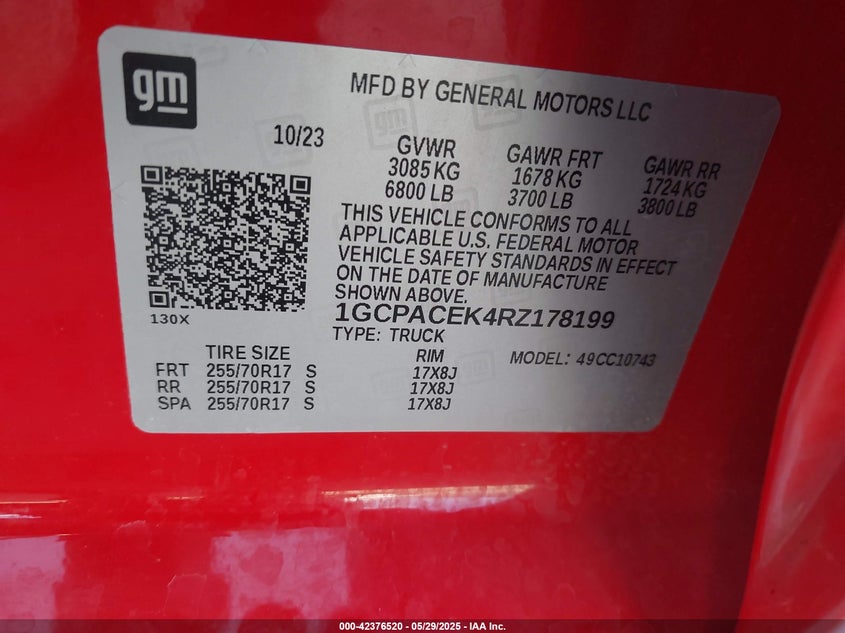 gm
MFD BY GENERAL MOTORS LLC
10/23
GVWR GAWR FRT GAWR RR
3085 KG 1678 KG 1724 KG
6800 LB 3700 LB 3800 LB
THIS VEHICLE CONFORMS TO ALL
APPLICABLE U.S. FEDERAL MOTOR
VEHICLE SAFETY STANDARDS IN EFFECT
ON THE DATE OF MANUFACTURE
SHOWN ABOVE.
130X
1GCPACEK4RZ178199
TYPE: TRUCK
TIRE SIZE RIM MODEL: 49CC10743
FRT 255/70R17 S 17X8J
RR 255/70R17 S 17X8J
SPA 255/70R17 S 17X8J
000-42376520 — 05/29/2025 — IAA Inc.